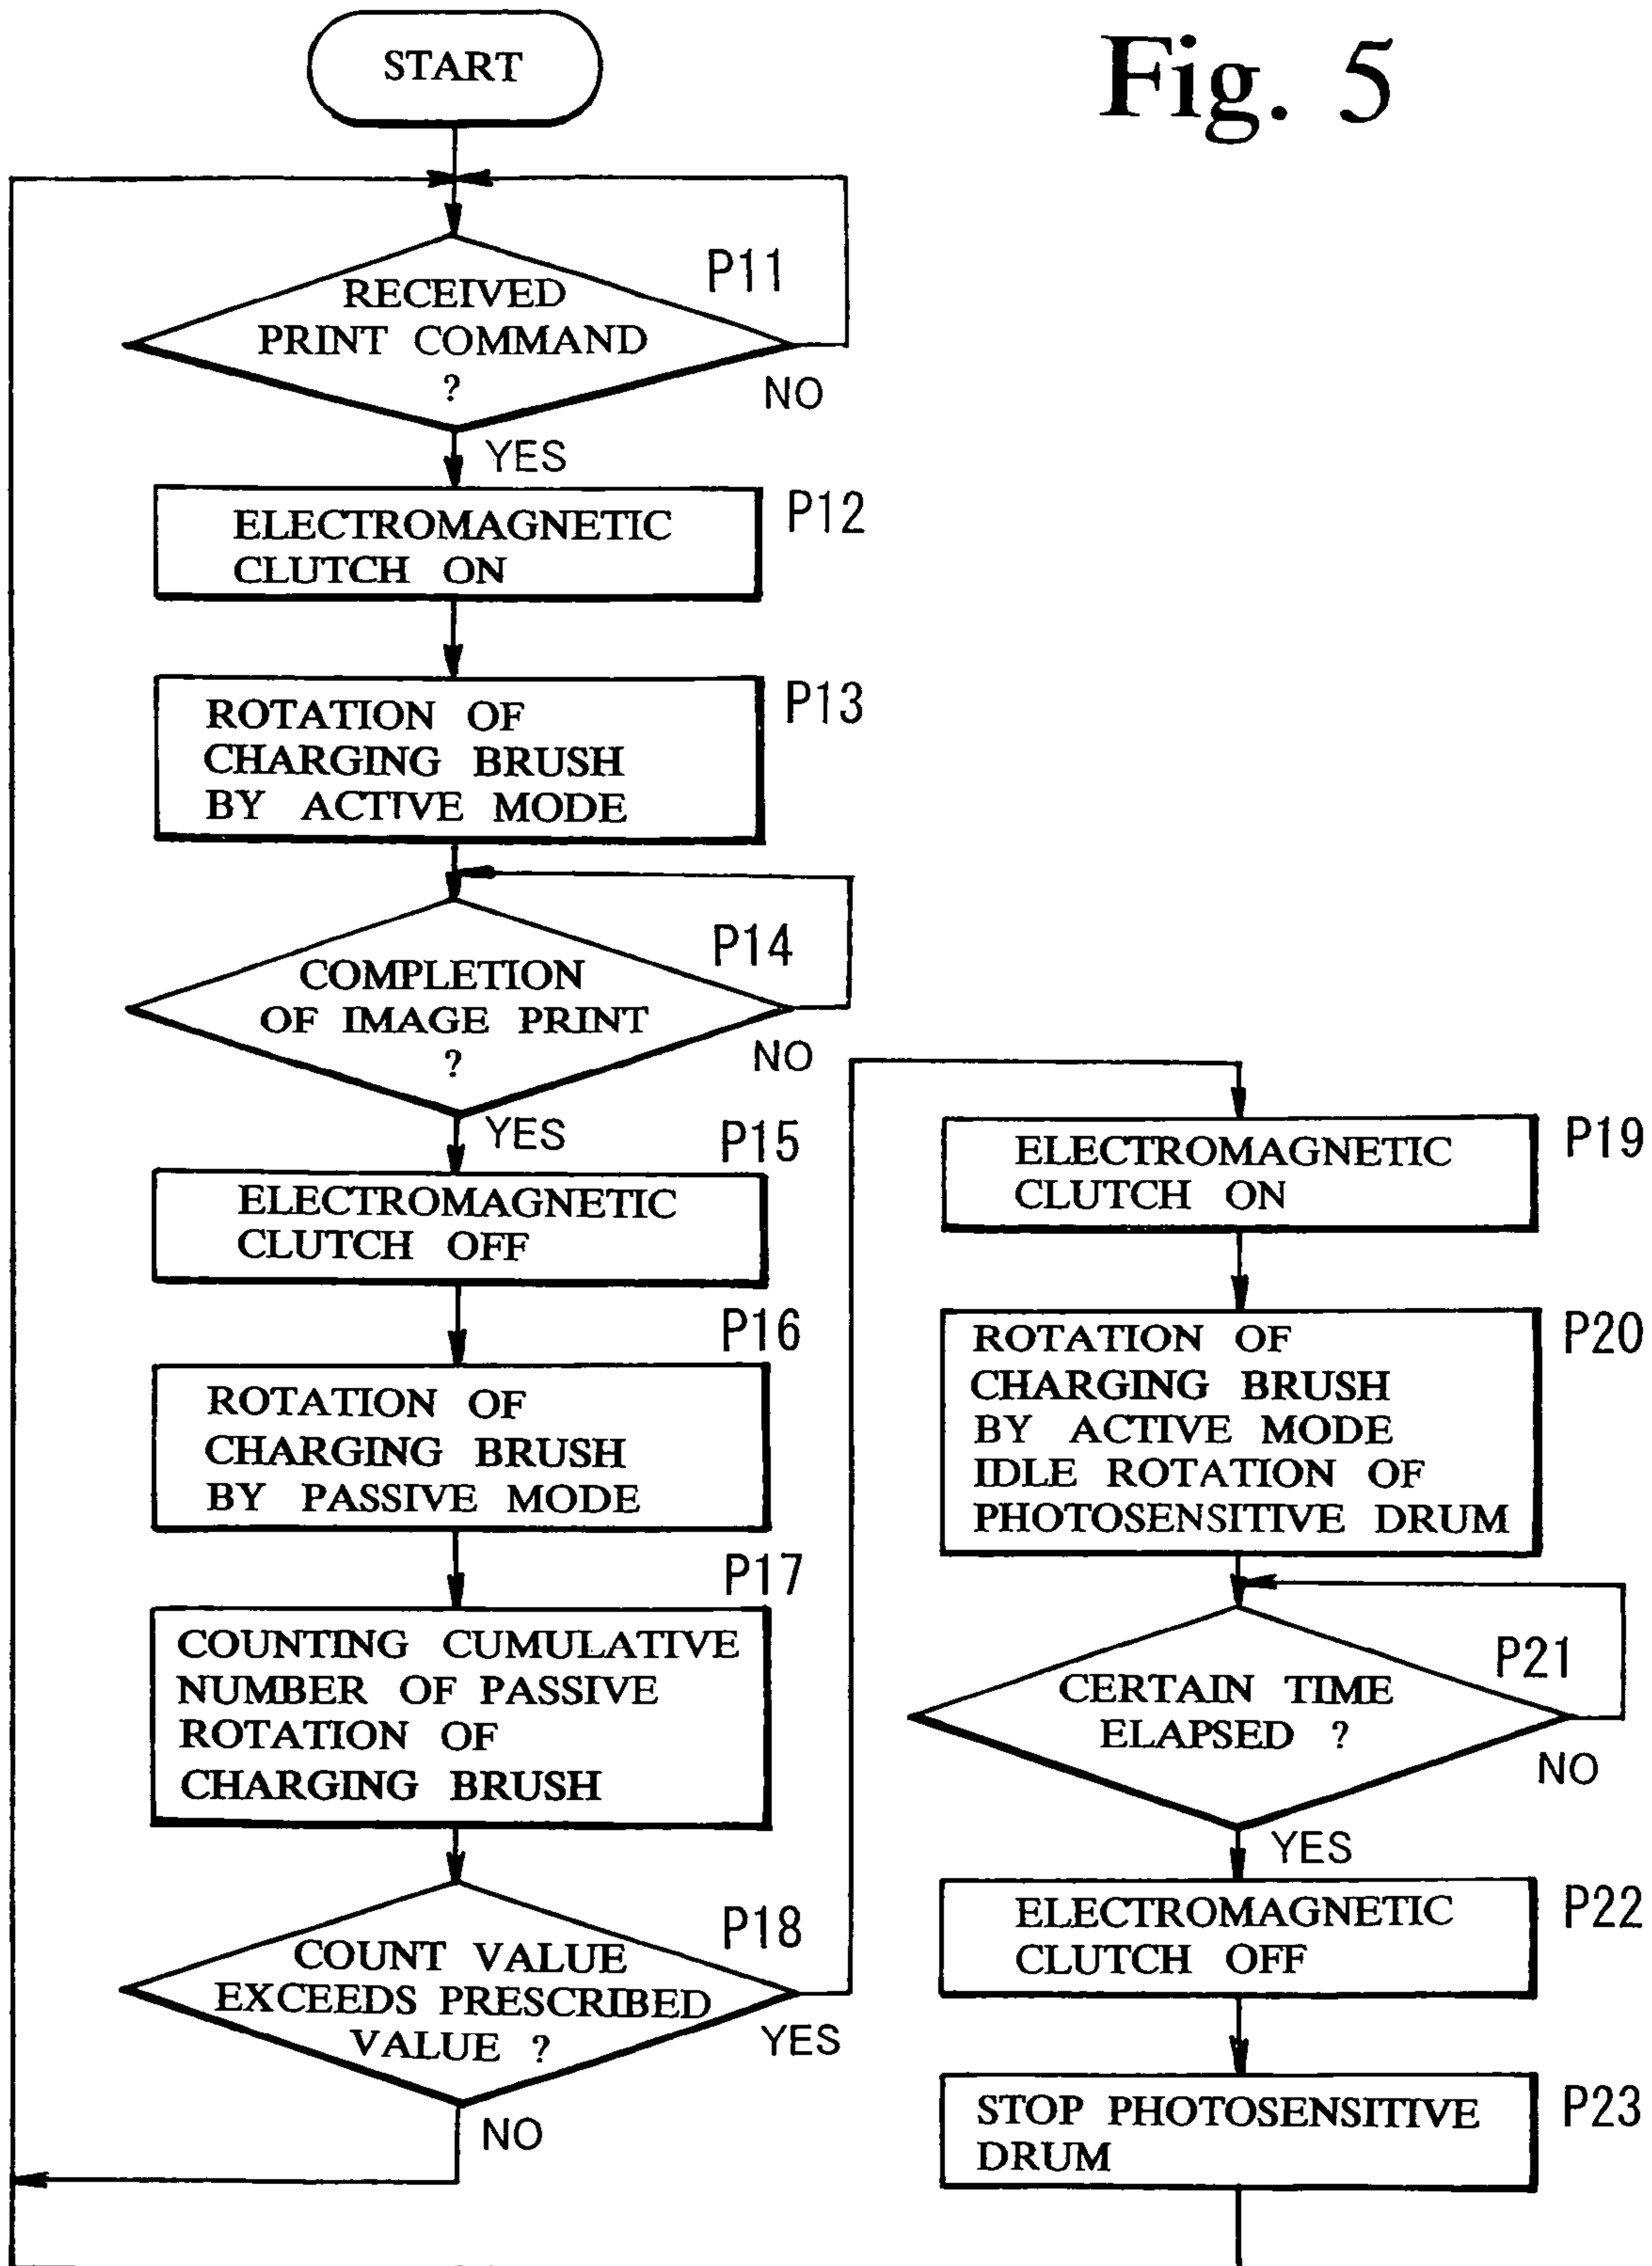 Fig. 5
START
P11
RECEIVED
PRINT COMMAND
?
NO
YES
P12
ELECTROMAGNETIC
CLUTCH ON
P13
ROTATION OF
CHARGING BRUSH
BY ACTIVE MODE
P14
COMPLETION
OF IMAGE PRINT
?
NO
YES
P15
ELECTROMAGNETIC
CLUTCH OFF
P16
ROTATION OF
CHARGING BRUSH
BY PASSIVE MODE
P17
COUNTING CUMULATIVE
NUMBER OF PASSIVE
ROTATION OF
CHARGING BRUSH
P18
COUNT VALUE
EXCEEDS PRESCRIBED
VALUE ?
YES
NO
P19
ELECTROMAGNETIC
CLUTCH ON
P20
ROTATION OF
CHARGING BRUSH
BY ACTIVE MODE
IDLE ROTATION OF
PHOTOSENSITIVE DRUM
P21
CERTAIN TIME
ELAPSED ?
NO
YES
P22
ELECTROMAGNETIC
CLUTCH OFF
P23
STOP PHOTOSENSITIVE
DRUM